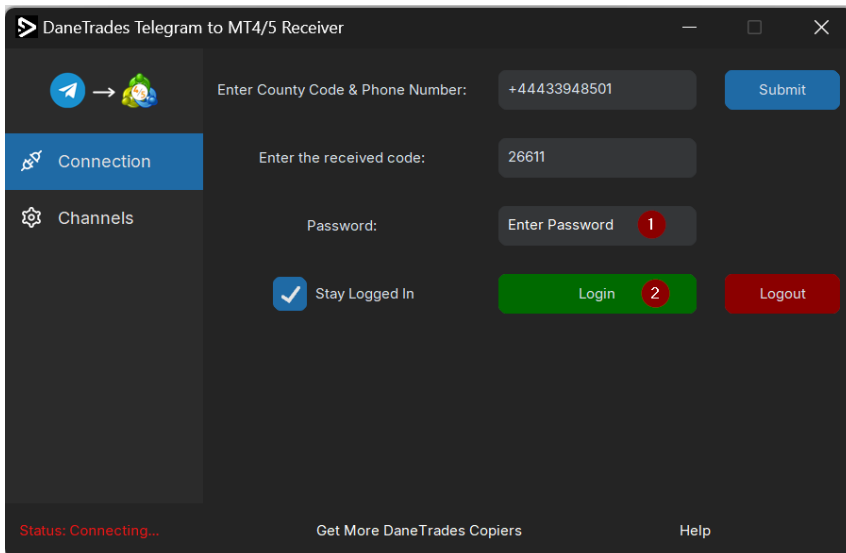 DaneTrades Telegram to MT4/5 Receiver
Enter County Code & Phone Number:
+44433948501
Submit
Connection
Enter the received code:
26611
Channels
Password:
Enter Password
1
Stay Logged In
Login
2
Logout
Status: Connecting...
Get More DaneTrades Copiers
Help